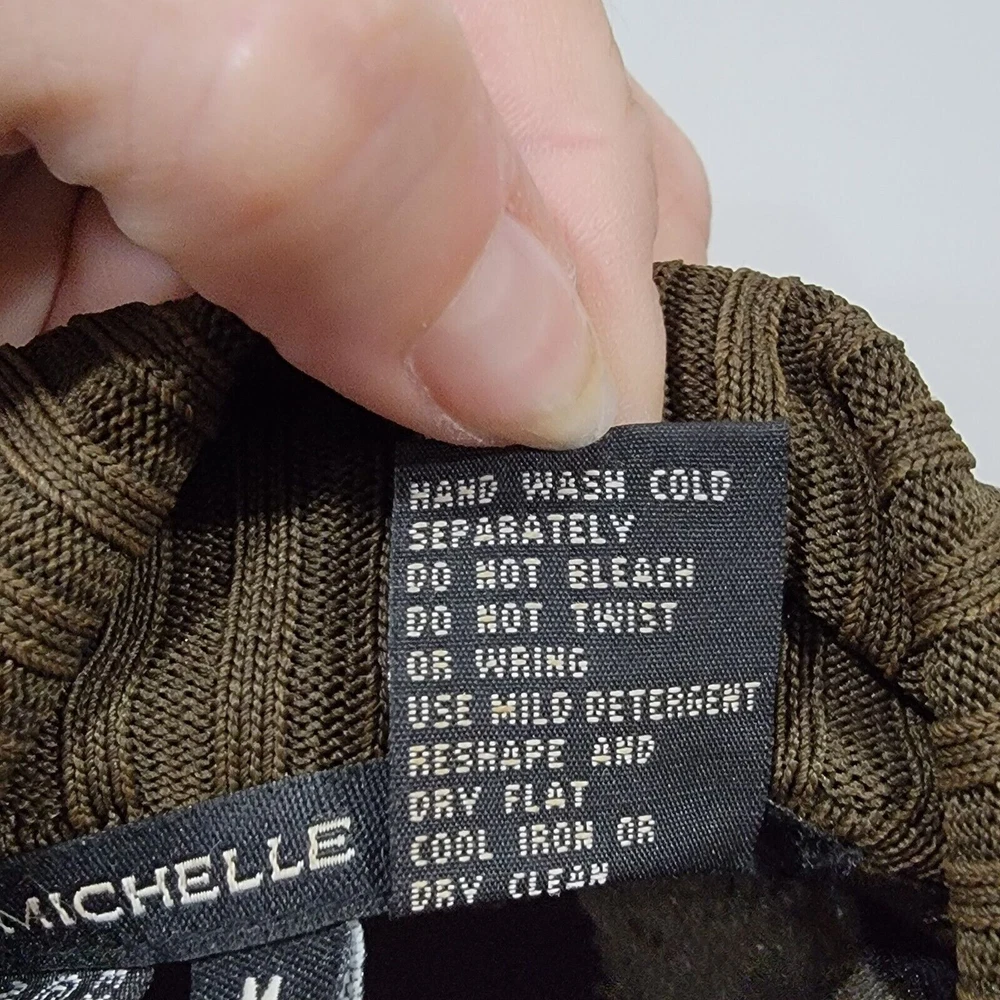 HAND WASH COLD
SEPARATELY
DO NOT BLEACH
DO NOT TWIST
OR WRING
USE MILD DETERGENT
RESHAPE AND
DRY FLAT
COOL IRON OR
DRY CLEAN
MICHELLE
M